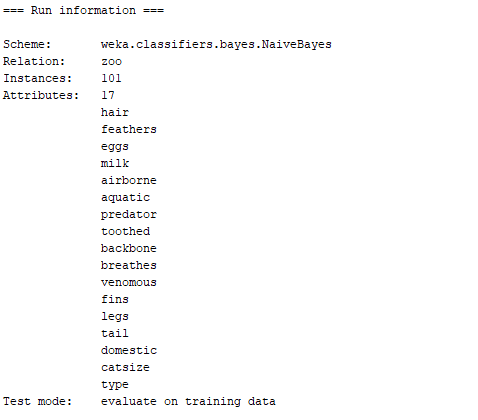 === Run information ===
Scheme: weka.classifiers.bayes.NaiveBayes
Relation: zoo
Instances: 101
Attributes: 17
hair
feathers
eggs
milk
airborne
aquatic
predator
toothed
backbone
breathes
venomous
fins
legs
tail
domestic
catsize
type
Test mode: evaluate on training data